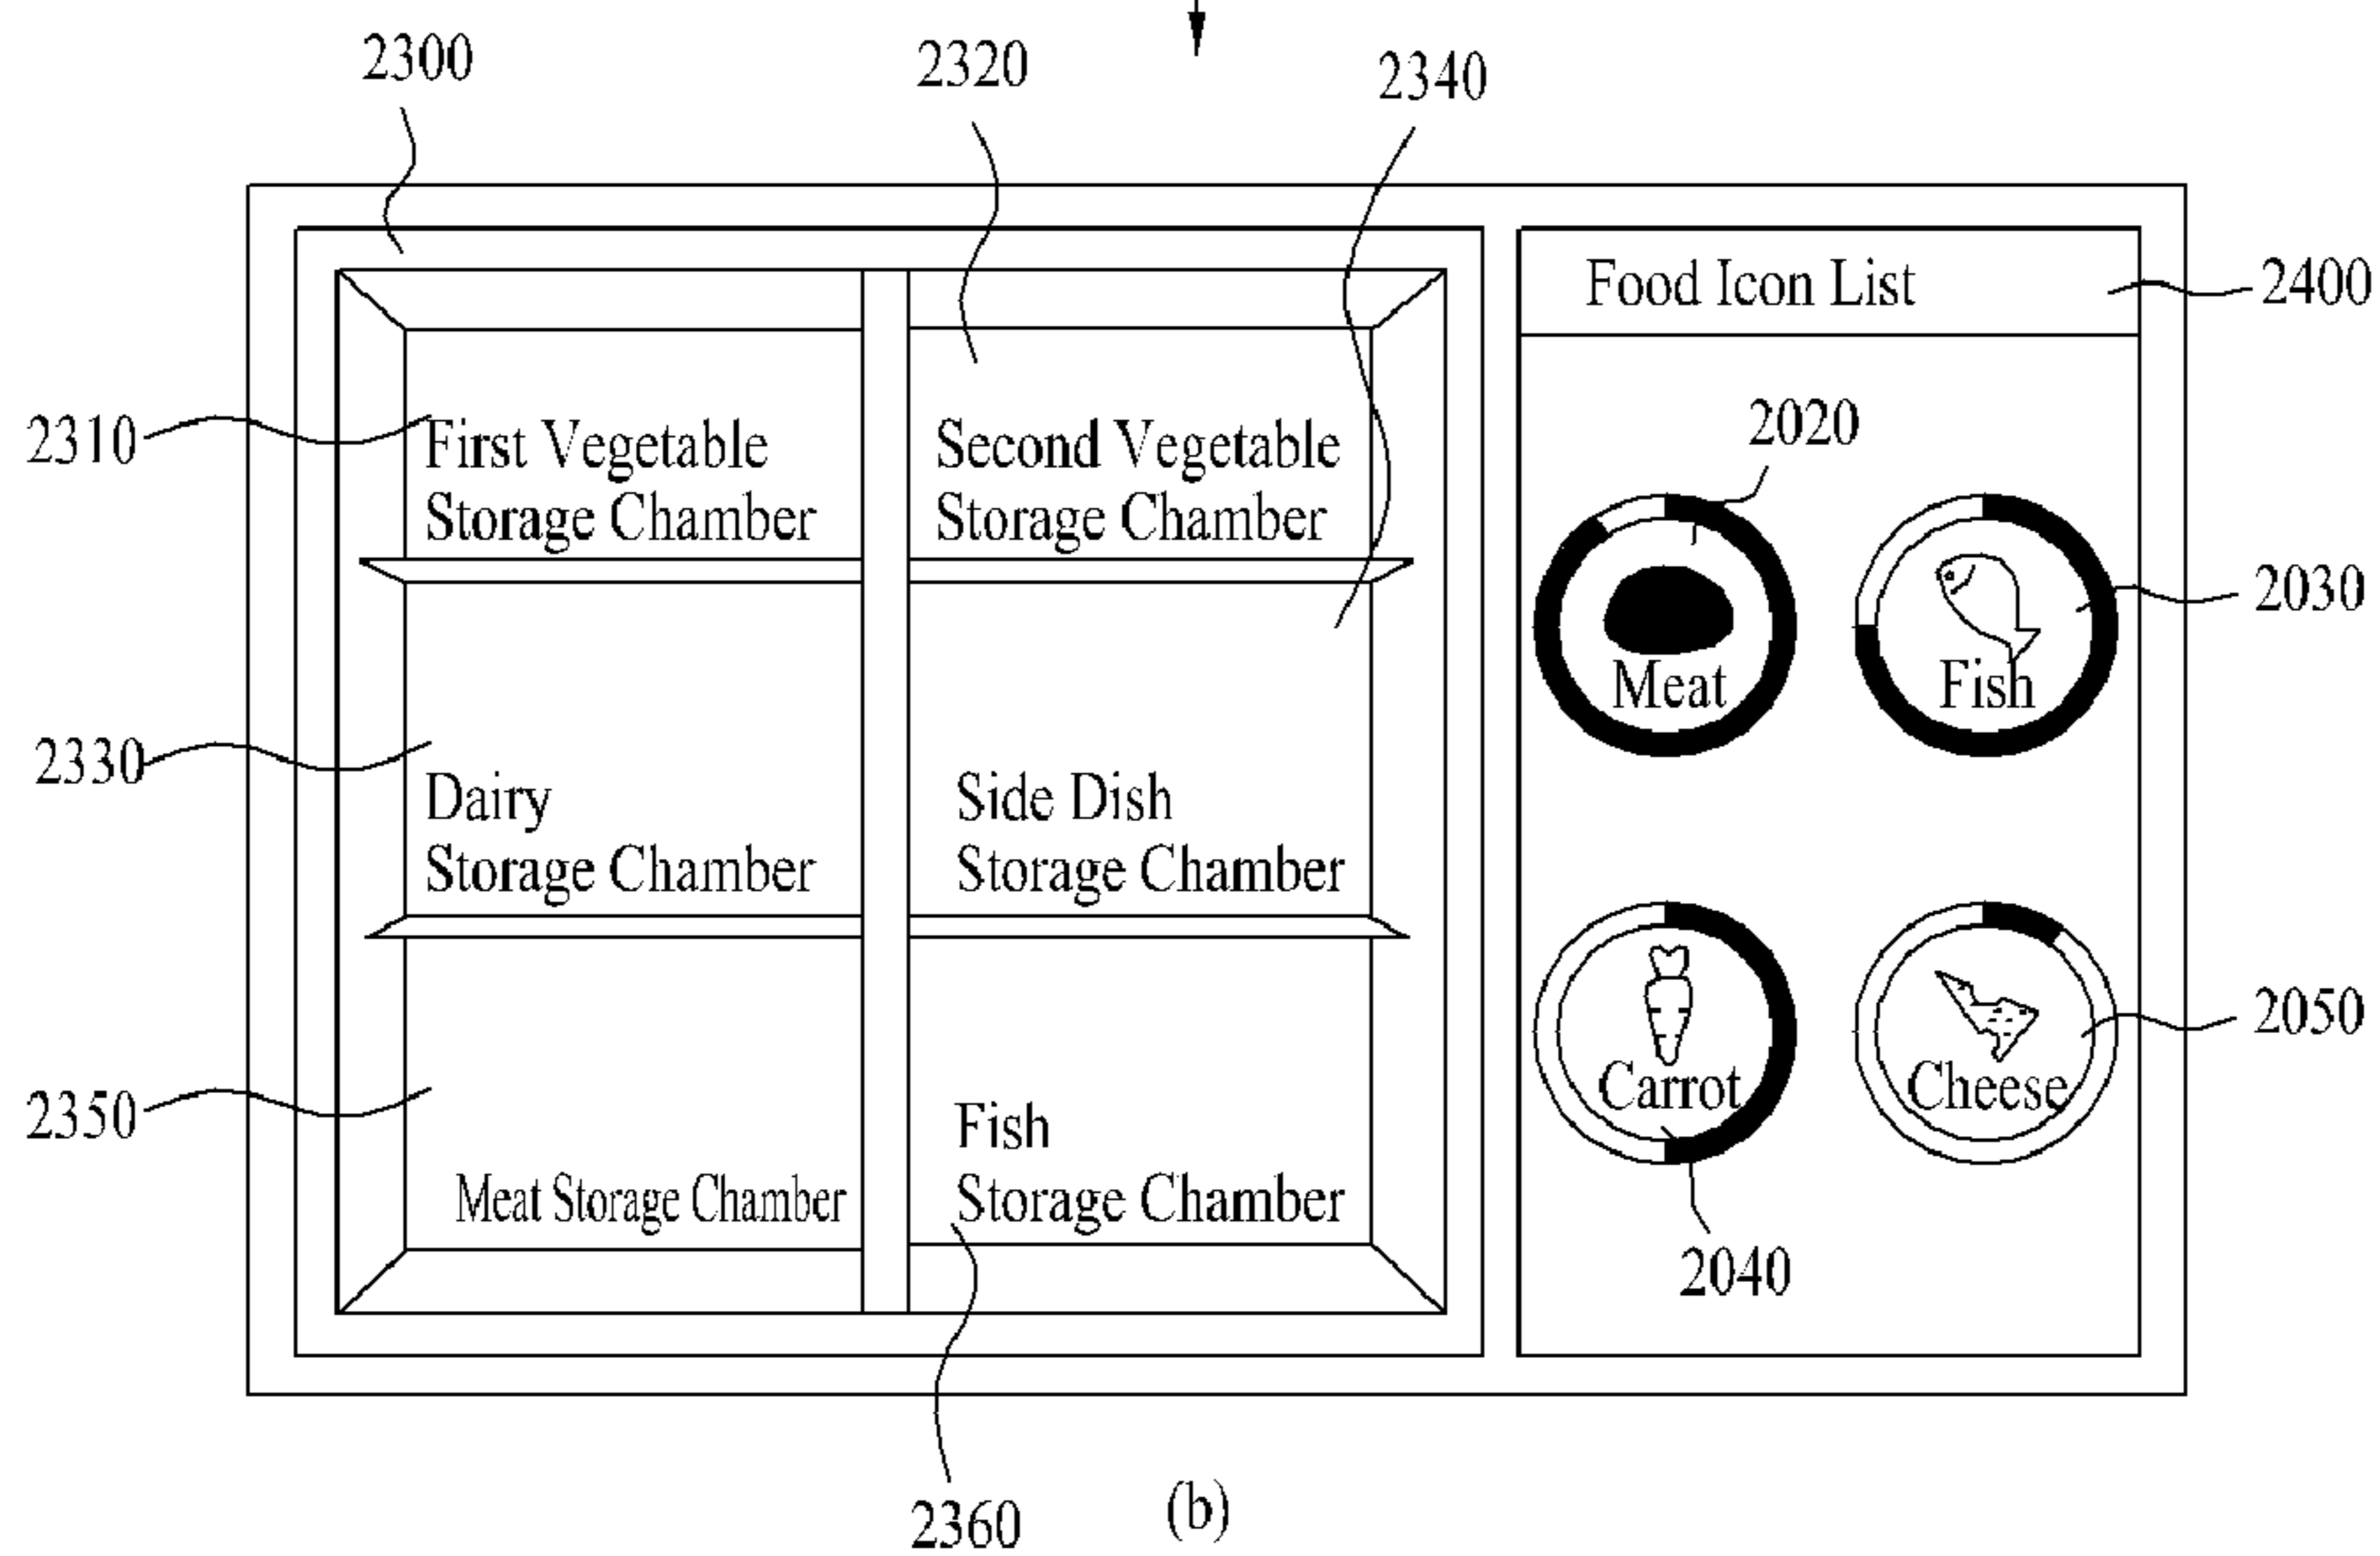 2300
2320
2340
Food Icon List
2400
2310
First Vegetable
Storage Chamber
Second Vegetable
Storage Chamber
2020
2030
Meat
Fish
2330
Dairy
Storage Chamber
Side Dish
Storage Chamber
2050
Carrot
Cheese
2350
Meat Storage Chamber
Fish
Storage Chamber
2040
2360
(b)